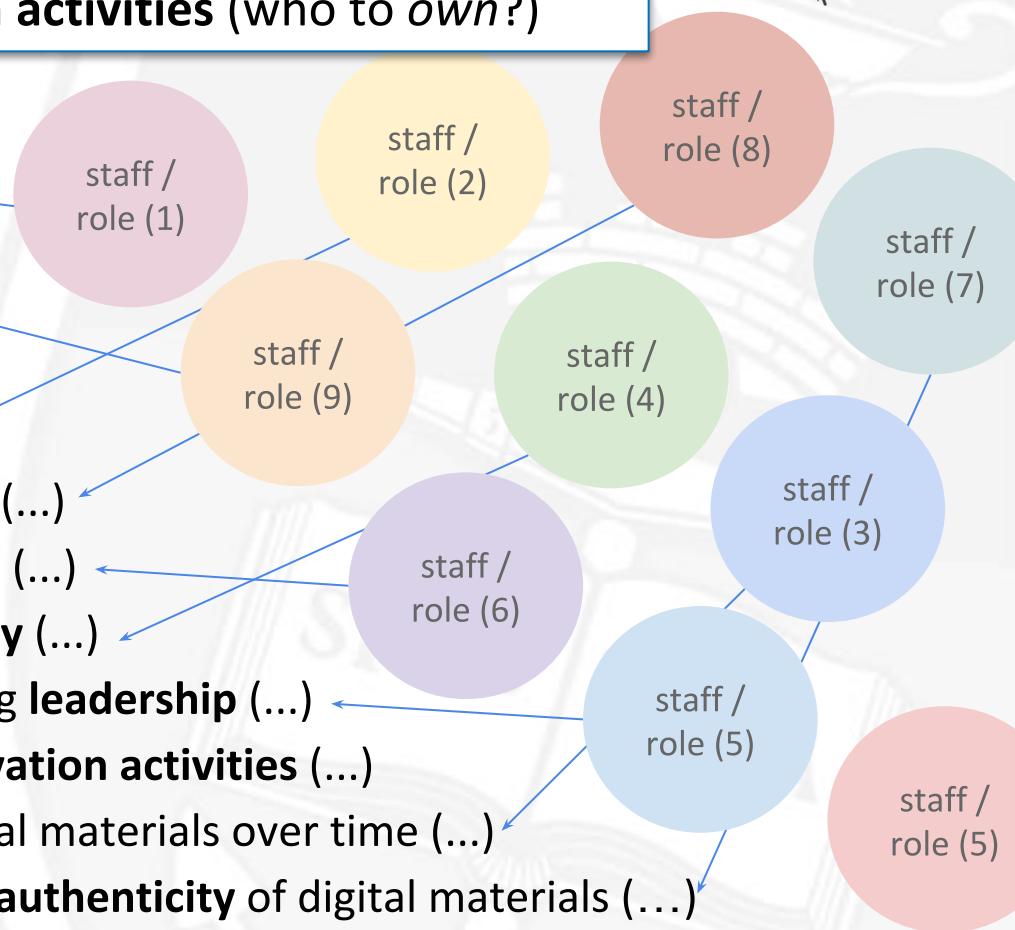 activities (who to own?)
staff /
role (8)
staff /
role (2)
staff /
role (1)
staff /
role (7)
staff /
role (9)
staff /
role (4)
staff /
role (3)
(...)
(...)
staff /
role (6)
y (...)
g leadership (...)
staff /
role (5)
vation activities (...)
al materials over time (...)
staff /
role (5)
authenticity of digital materials (...)